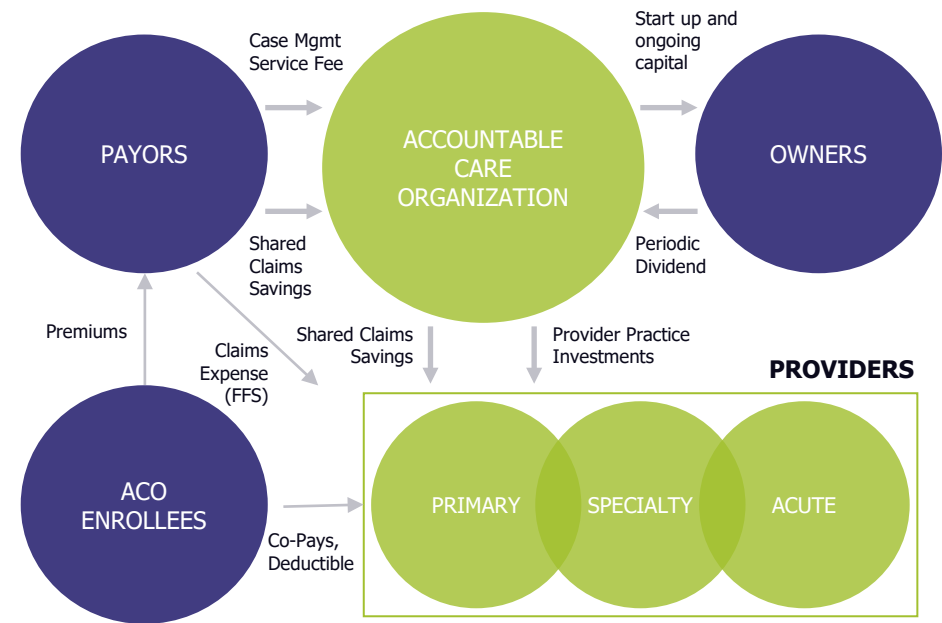 Case Mgmt
Service Fee
Start up and
ongoing
capital
PAYORS
ACCOUNTABLE
CARE
ORGANIZATION
OWNERS
Shared
Claims
Savings
Periodic
Dividend
Premiums
Claims
Expense
(FFS)
Shared Claims
Savings
Provider Practice
Investments
PROVIDERS
ACO
ENROLLEES
Co-Pays,
Deductible
PRIMARY
SPECIALTY
ACUTE